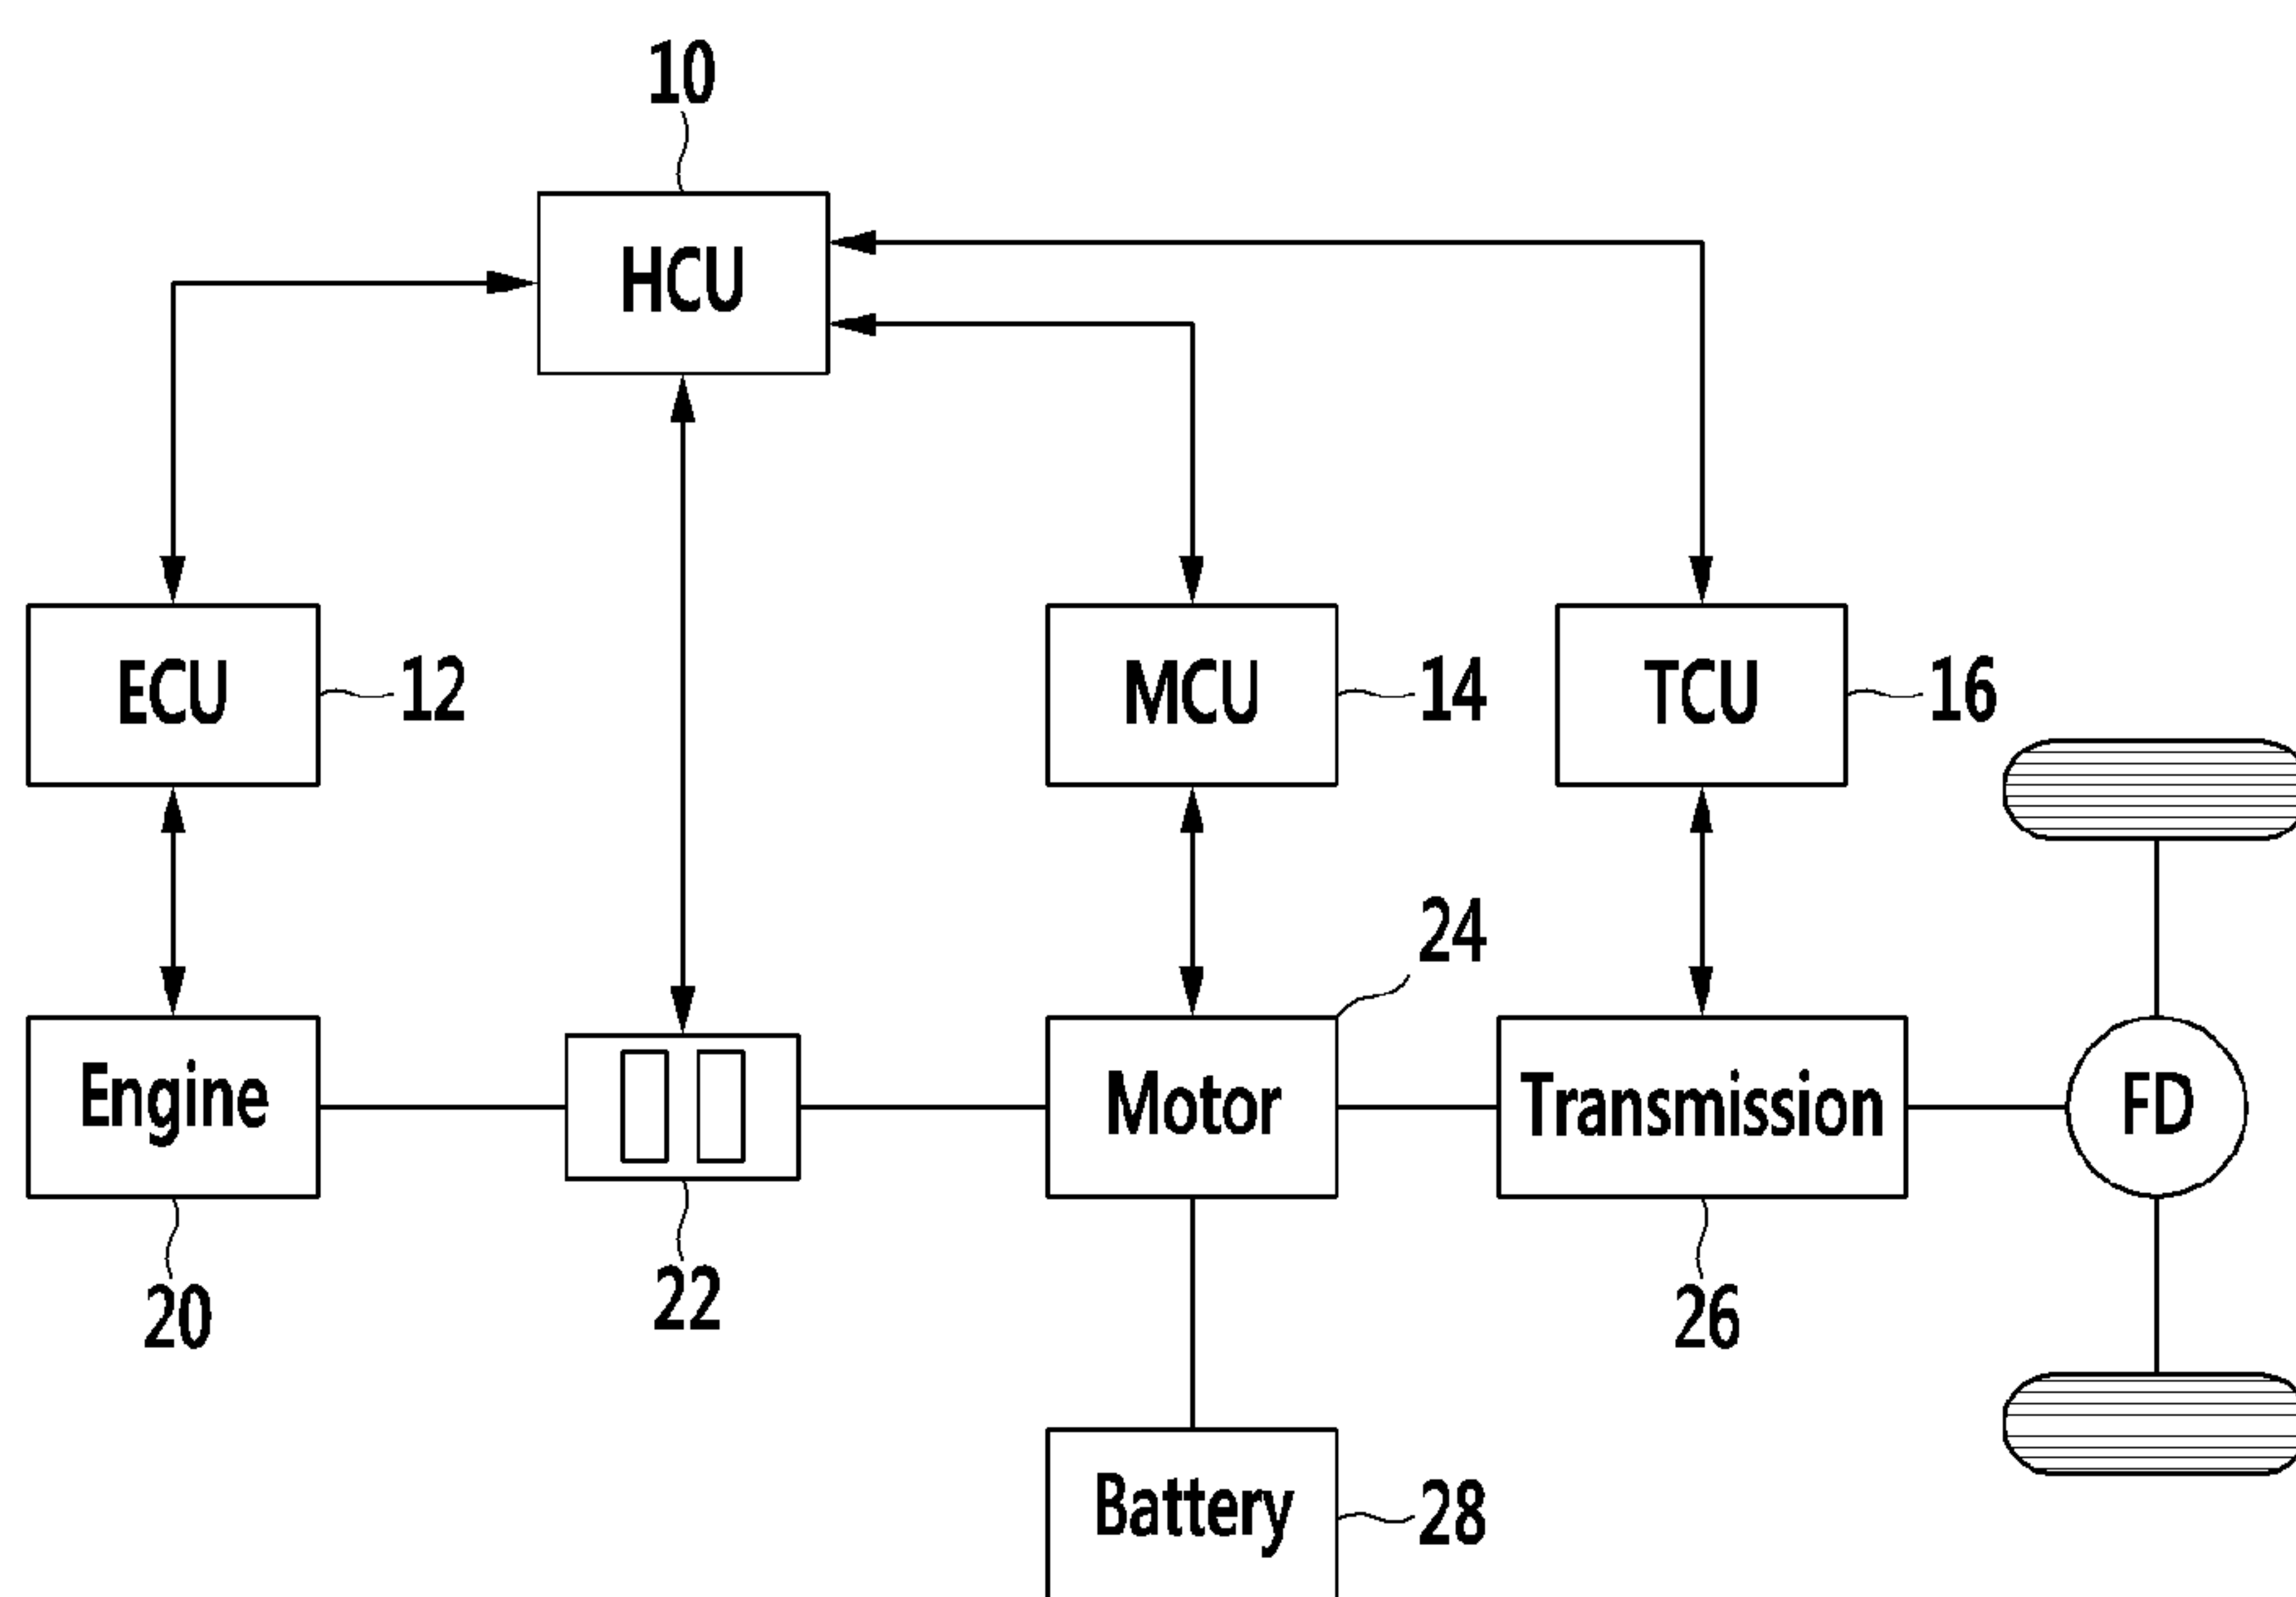 10
HCU
ECU
12
MCU
14
TCU
16
24
Engine
Motor
Transmission
FD
20
22
26
Battery
28